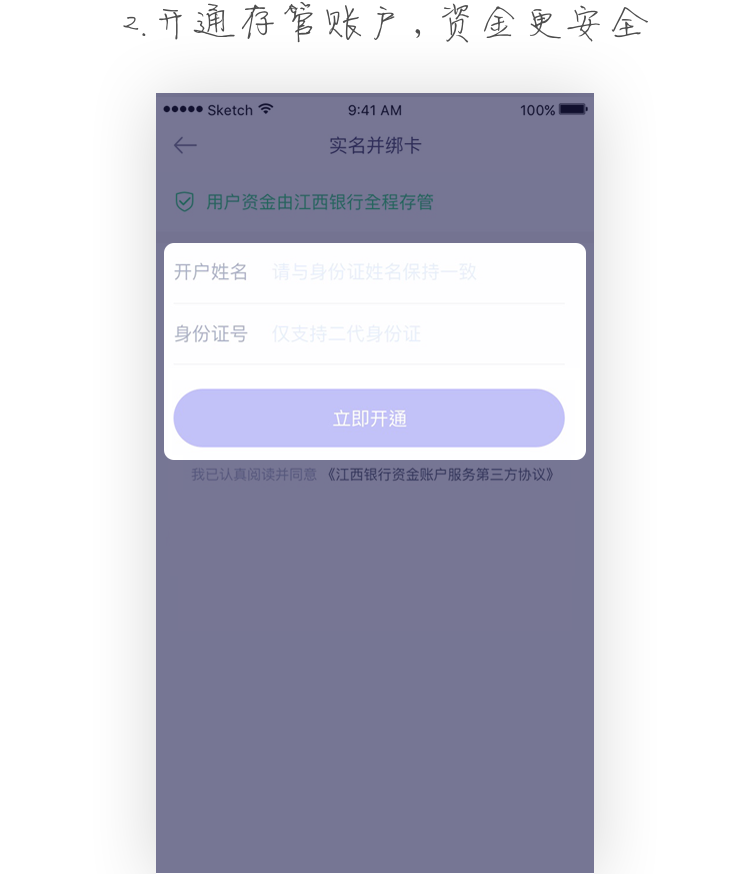 2.开通存管账户,资金更安全
Sketch 9:41 AM 100%
实名并绑卡
用户资金由江西银行全程存管
开户姓名 请与身份证姓名保持一致
身份证号 仅支持二代身份证
立即开通
我已认真阅读并同意《江西银行资金账户服务第三方协议》